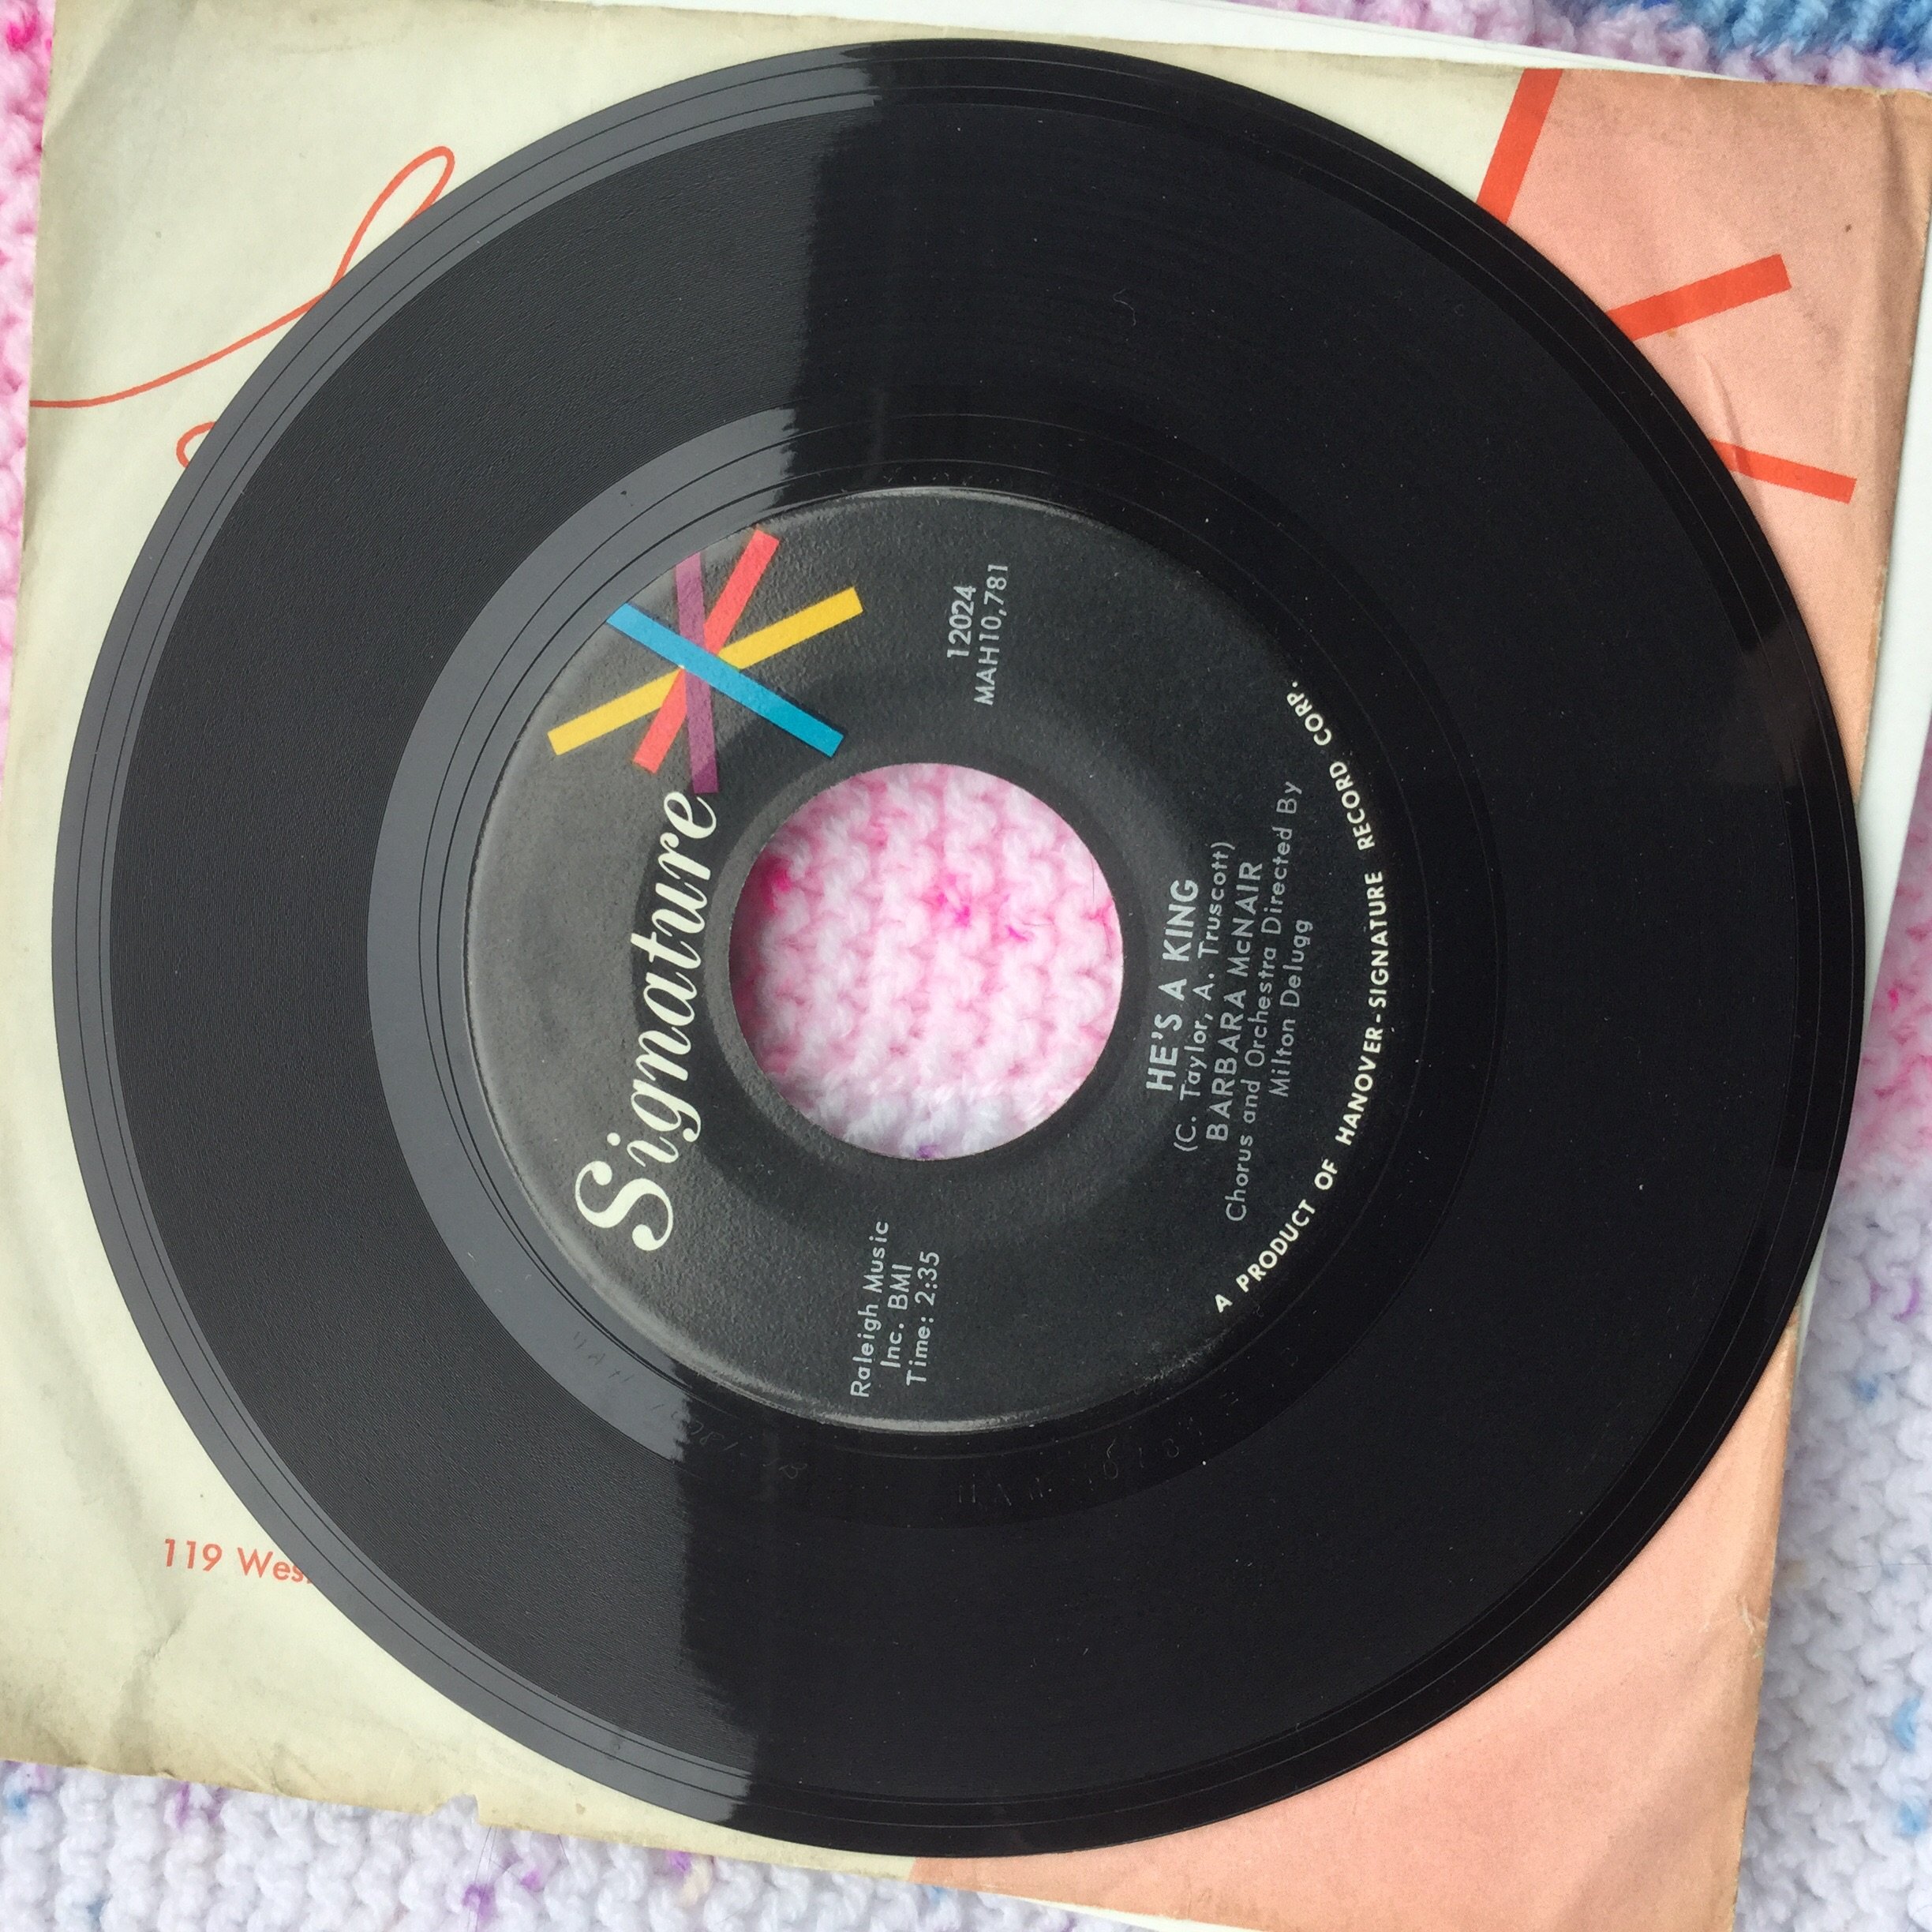 Signature
Raleigh Music
Inc. BMI
Time: 2:35
12024
MAH10,781
HE'S A KING
(C. Taylor, A. Truscott)
BARBARA McNAIR
Chorus and Orchestra Directed By
Milton Delugg
A PRODUCT OF HANOVER-SIGNATURE RECORD CORP.
119